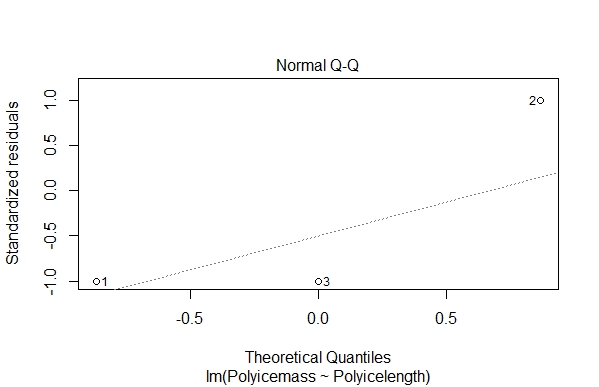 Normal Q-Q
Standardized residuals
1.0
0.5
0.0
-0.5
-1.0
2
1
3
-0.5
0.0
0.5
Theoretical Quantiles
lm(Polyicemass ~ Polyicelength)